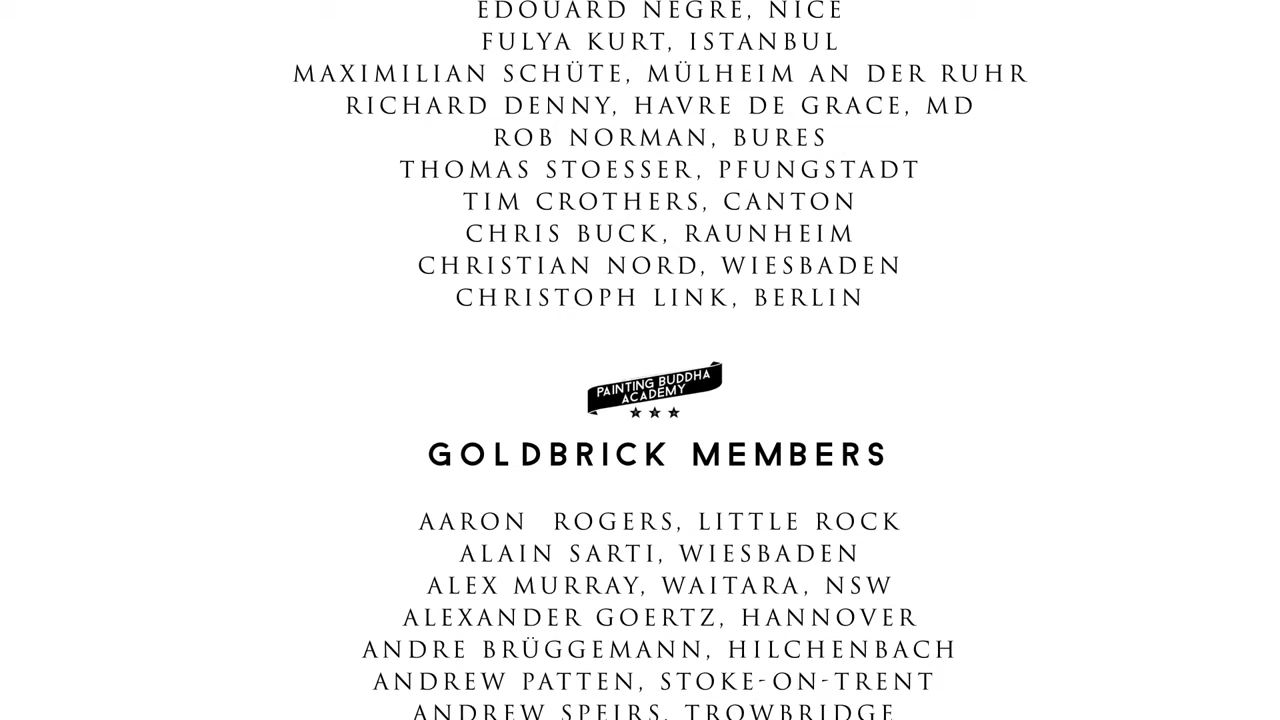 EDOUARD NEGRE, NICE
FULYA KURT, ISTANBUL
MAXIMILIAN SCHÜTE, MÜLHEIM AN DER RUHR
RICHARD DENNY, HAVRE DE GRACE, MD
ROB NORMAN, BURES
THOMAS STOESSER, PFUNGSTADT
TIM CROTHERS, CANTON
CHRIS BUCK, RAUNHEIM
CHRISTIAN NORD, WIESBADEN
CHRISTOPH LINK, BERLIN
PAINTING BUDDHA
ACADEMY
GOLDBRICK MEMBERS
AARON ROGERS, LITTLE ROCK
ALAIN SARTI, WIESBADEN
ALEX MURRAY, WAITARA, NSW
ALEXANDER GOERTZ, HANNOVER
ANDRE BRÜGGEMANN, HILCHENBACH
ANDREW PATTEN, STOKE-ON-TRENT
ANDREW SPEIRS, TROWBRIDGE